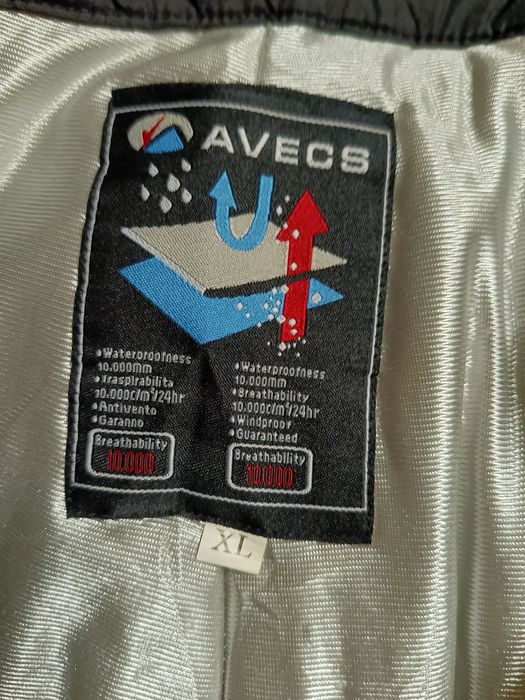 AVECS
•Waterproofness
10.000mm
•Traspirabilita
10.000c/m²/24hr
•Antivento
•Garanno
Breathability
10.000
•Waterproofness
10.000mm
•Breathability
10.000c/m²/24hr
•Windproof
•Guaranteed
Breathability
10.000
XL